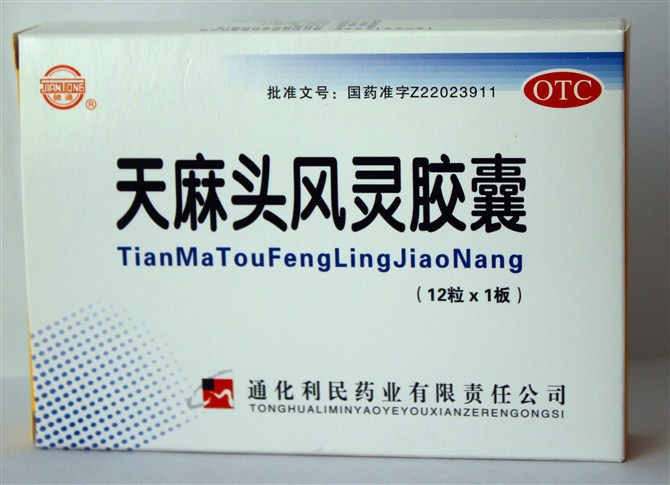 JIANTONG
健通
®
批准文号：国药准字Z22023911
OTC
天麻头风灵胶囊
TianMaTouFengLingJiaoNang
（12粒 x 1板）
通化利民药业有限责任公司
TONGHUALIMINYAOYEYOUXIANZERENGONGSI